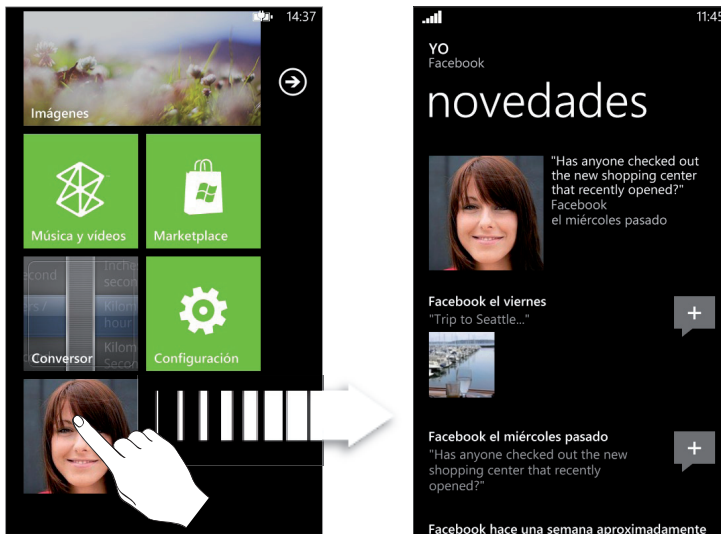 14:37
Imágenes
Música y vídeos
Marketplace
Conversor
Configuración
11:45
YO
Facebook
novedades
"Has anyone checked out
the new shopping center
that recently opened?"
Facebook
el miércoles pasado
Facebook el viernes
"Trip to Seattle..."
Facebook el miércoles pasado
"Has anyone checked out the new
shopping center that recently
opened?"
Facebook hace una semana aproximadamente